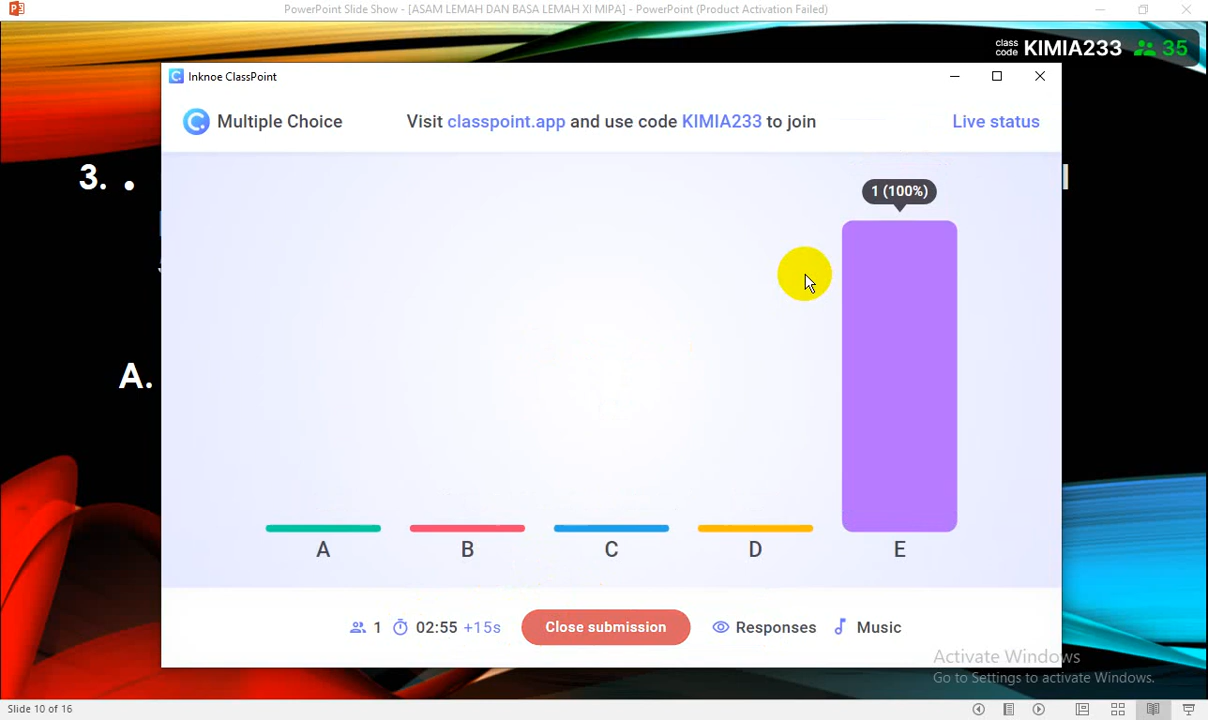 PowerPoint Slide Show - [ASAM LEMAH DAN BASA LEMAH XI MIPA] - PowerPoint (Product Activation Failed)
class code KIMIA233 35
Inknoe ClassPoint
Multiple Choice Visit classpoint.app and use code KIMIA233 to join Live status
3. •
1 (100%)
A.
A B C D E
1 02:55 +15s Close submission Responses Music
Activate Windows
Go to Settings to activate Windows.
Slide 10 of 16